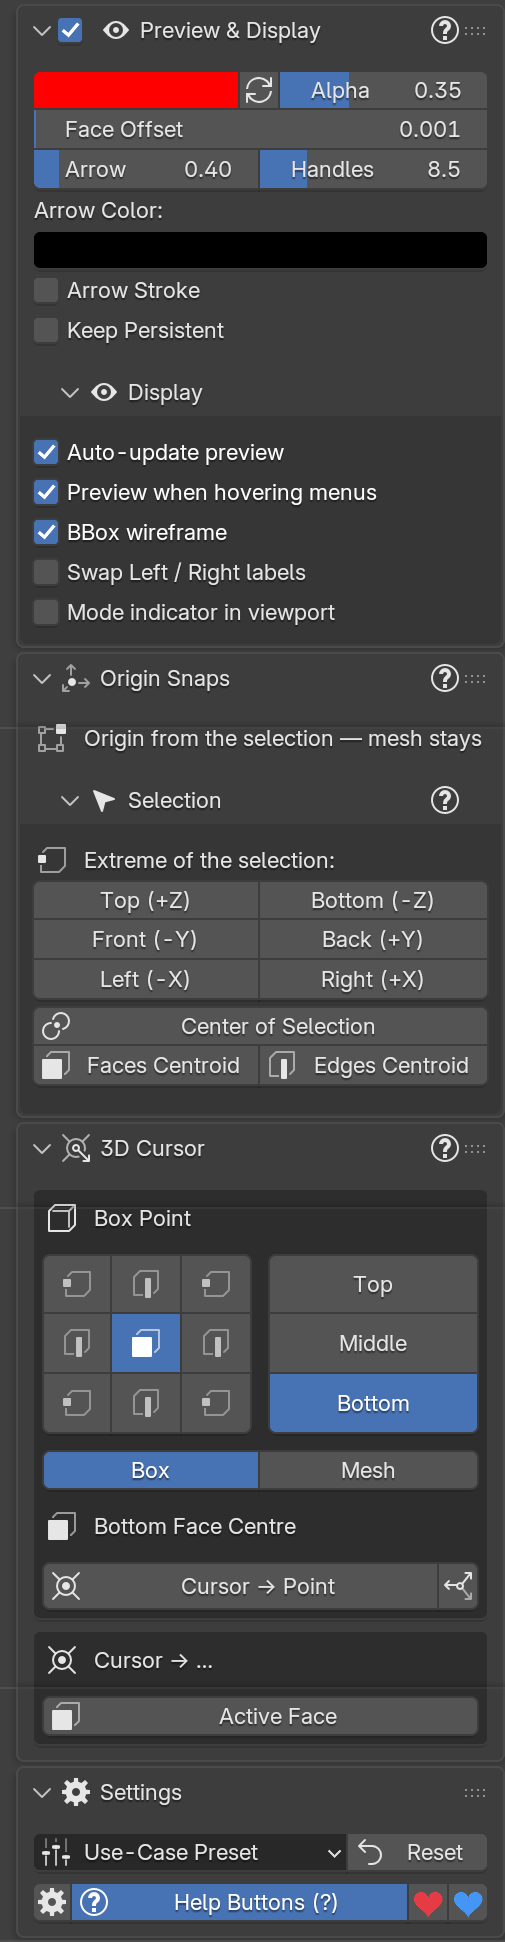 Preview & Display
Alpha 0.35
Face Offset 0.001
Arrow 0.40 Handles 8.5
Arrow Color:
Arrow Stroke
Keep Persistent
Display
Auto-update preview
Preview when hovering menus
BBox wireframe
Swap Left / Right labels
Mode indicator in viewport
Origin Snaps
Origin from the selection — mesh stays
Selection
Extreme of the selection:
Top (+Z) Bottom (-Z)
Front (-Y) Back (+Y)
Left (-X) Right (+X)
Center of Selection
Faces Centroid Edges Centroid
3D Cursor
Box Point
Top
Middle
Bottom
Box Mesh
Bottom Face Centre
Cursor → Point
Cursor → ...
Active Face
Settings
Use-Case Preset Reset
Help Buttons (?)